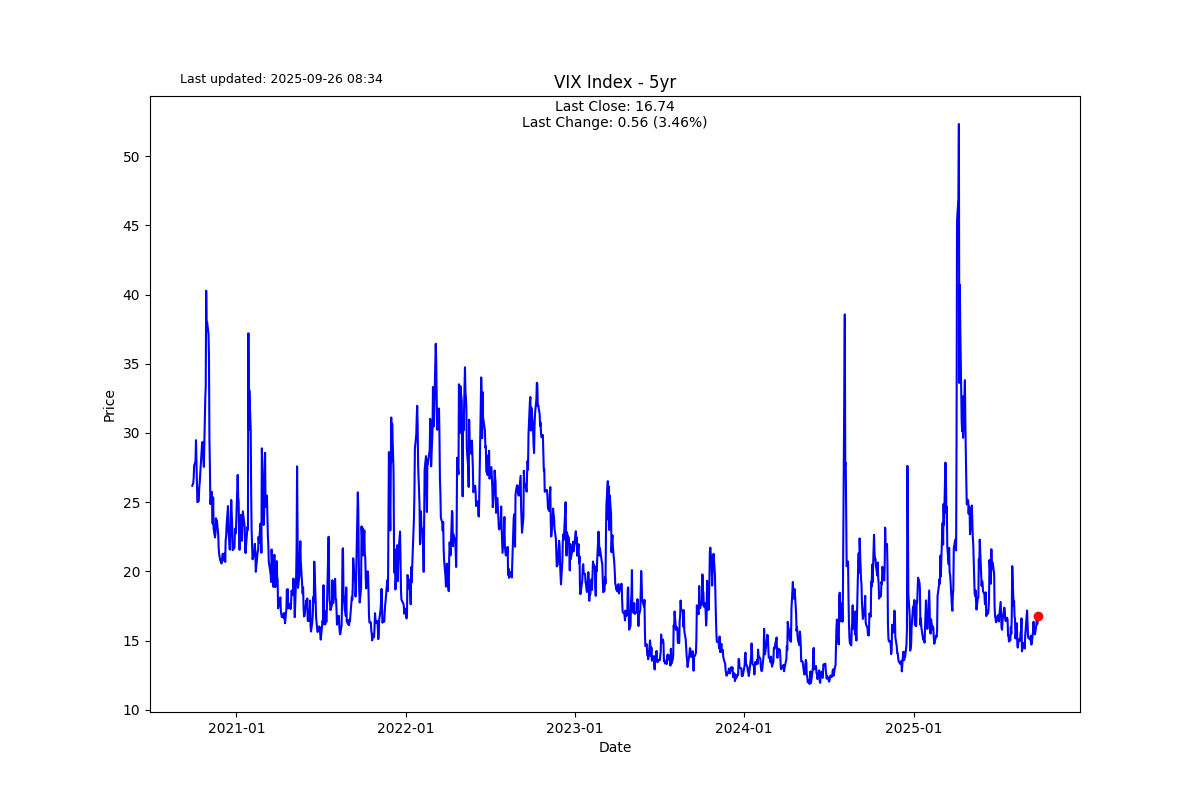 Last updated: 2025-09-26 08:34
VIX Index - 5yr
Last Close: 16.74
Last Change: 0.56 (3.46%)
50
45
40
35
30
25
20
15
10
Price
2021-01
2022-01
2023-01
2024-01
2025-01
Date